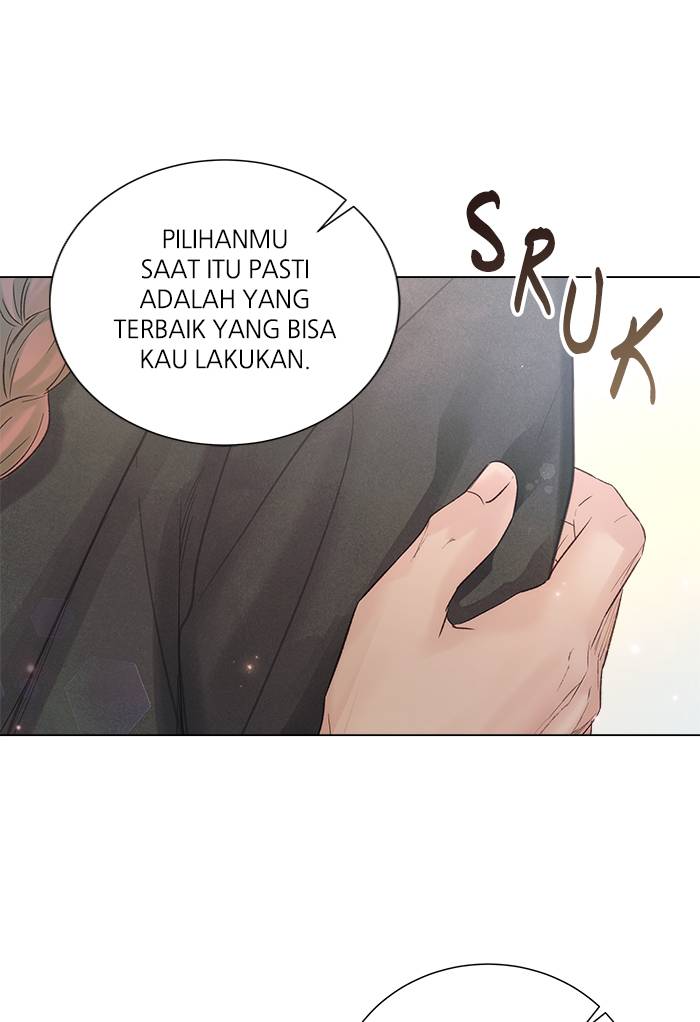 PILIHANMU
SAAT ITU PASTI
ADALAH YANG
TERBAIK YANG BISA
KAU LAKUKAN.
SRUK